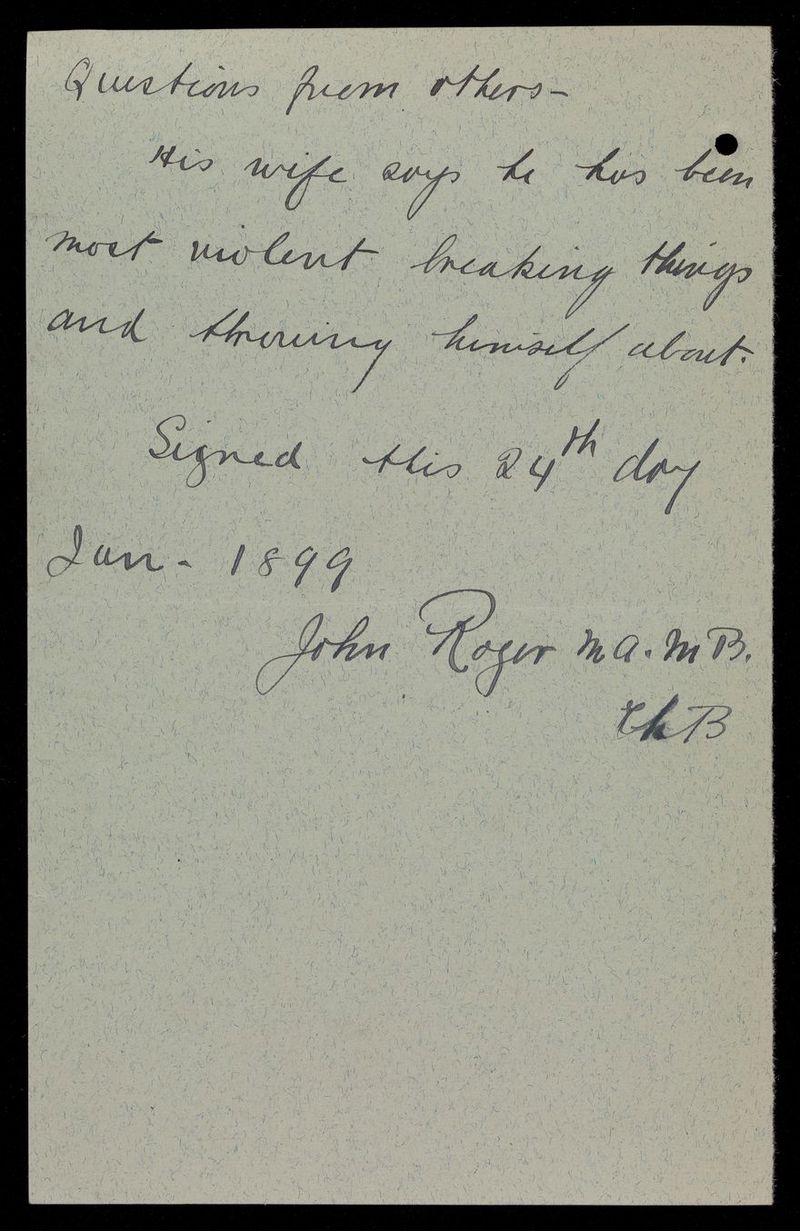 Questions from others -
His wife says he has been
most violent breaking things
and throwing himself about.
Signed this 24th day
Jan - 1899
John Roger M A. M B.
Ch B